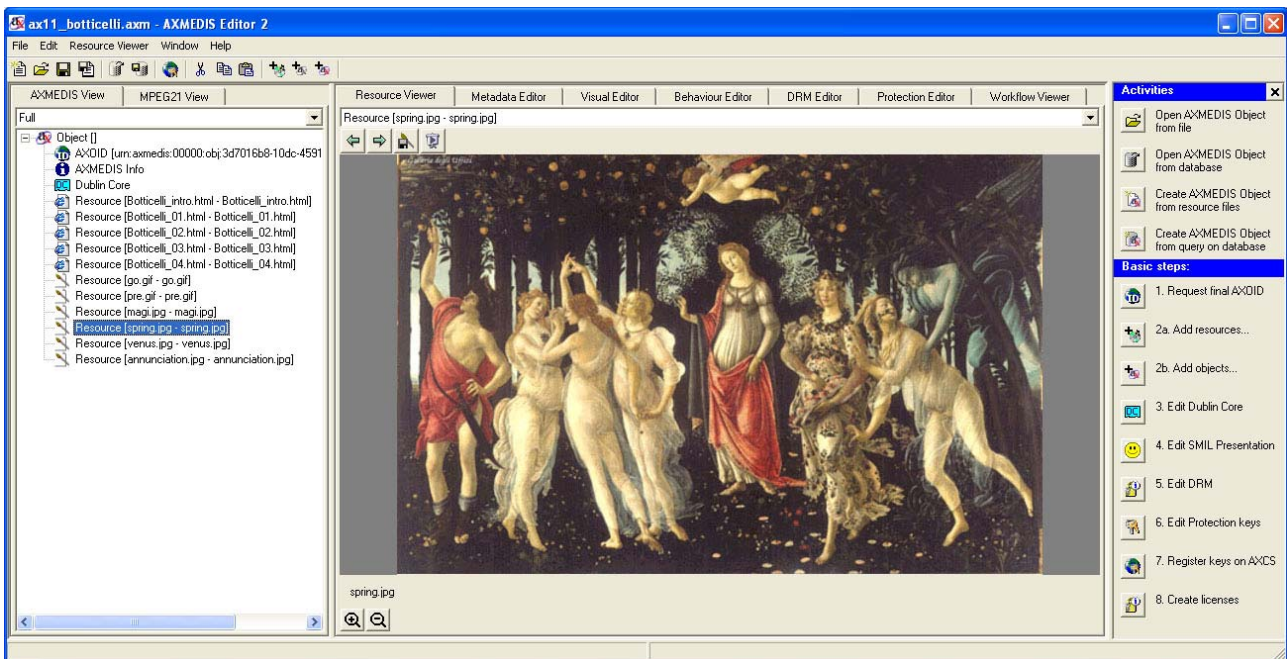 ax11_botticelli.axm - AXMEDIS Editor 2
File Edit Resource Viewer Window Help
AXMEDIS View MPEG21 View
Full
Object []
AXOID [urn:axmedis:00000:obj:3d7016b8-10dc-4591
AXMEDIS Info
Dublin Core
Resource [Botticelli_intro.html - Botticelli_intro.html]
Resource [Botticelli_01.html - Botticelli_01.html]
Resource [Botticelli_02.html - Botticelli_02.html]
Resource [Botticelli_03.html - Botticelli_03.html]
Resource [Botticelli_04.html - Botticelli_04.html]
Resource [go.gif - go.gif]
Resource [pre.gif - pre.gif]
Resource [magi.jpg - magi.jpg]
Resource [spring.jpg - spring.jpg]
Resource [venus.jpg - venus.jpg]
Resource [annunciation.jpg - annunciation.jpg]
Resource Viewer Metadata Editor Visual Editor Behaviour Editor DRM Editor Protection Editor Workflow Viewer
Resource [spring.jpg - spring.jpg]
Galleria degli Uffizi
spring.jpg
Activities
Open AXMEDIS Object
from file
Open AXMEDIS Object
from database
Create AXMEDIS Object
from resource files
Create AXMEDIS Object
from query on database
Basic steps:
1. Request final AXOID
2a. Add resources...
2b. Add objects...
3. Edit Dublin Core
4. Edit SMIL Presentation
5. Edit DRM
6. Edit Protection keys
7. Register keys on AXCS
8. Create licenses